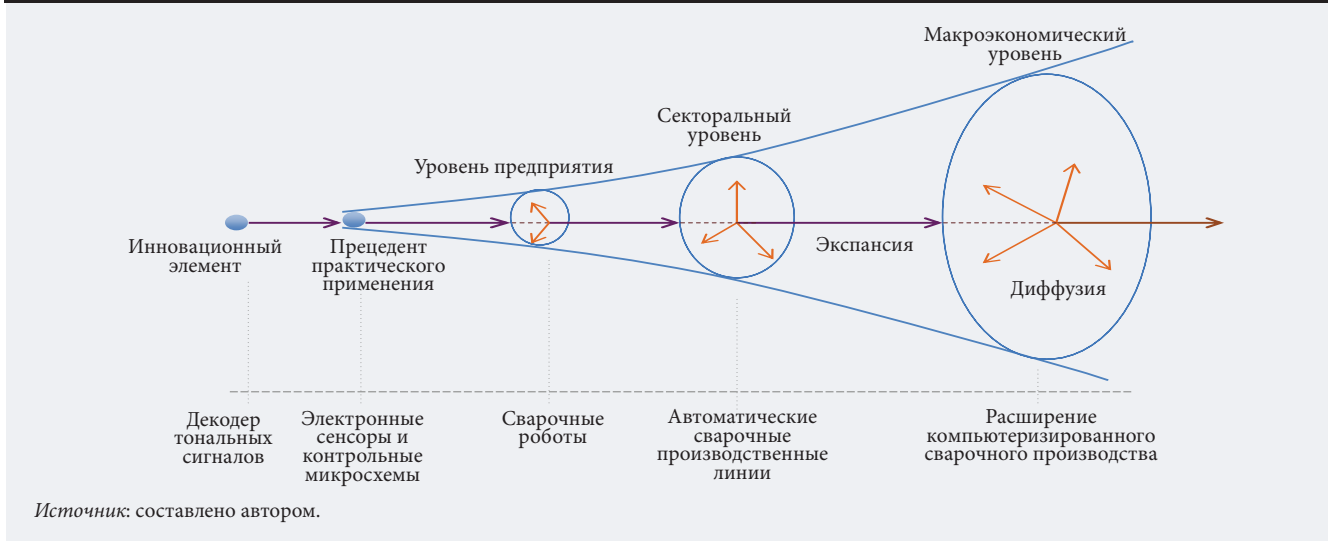 Макроэкономический
уровень
Секторальный
уровень
Уровень предприятия
Инновационный
элемент
Прецедент
практического
применения
Экспансия
Диффузия
Декодер
тональных
сигналов
Электронные
сенсоры и
контрольные
микросхемы
Сварочные
роботы
Автоматические
сварочные
производственные
линии
Расширение
компьютеризированного
сварочного производства
Источник: составлено автором.